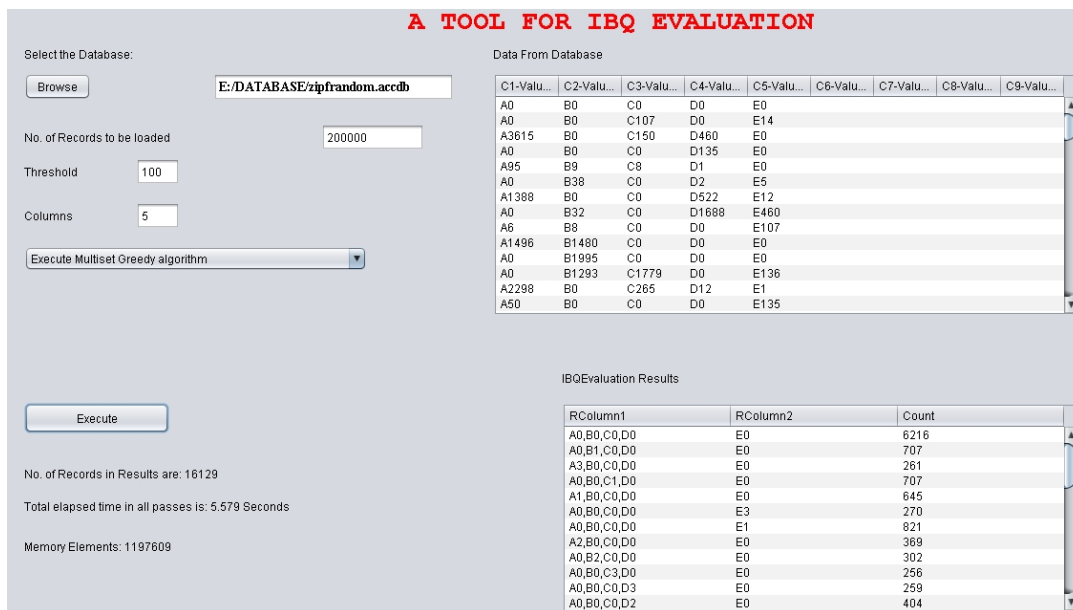 A TOOL FOR IBQ EVALUATION
Select the Database:
Browse
E:/DATABASE/zipfrandom.accdb
No. of Records to be loaded
200000
Threshold
100
Columns
5
Execute Multiset Greedy algorithm
Data From Database
C1-Valu... C2-Valu... C3-Valu... C4-Valu... C5-Valu... C6-Valu... C7-Valu... C8-Valu... C9-Valu...
A0 B0 C0 D0 E0
A0 B0 C107 D0 E14
A3615 B0 C150 D460 E0
A0 B0 C0 D135 E0
A95 B9 C8 D1 E0
A0 B38 C0 D2 E5
A1388 B0 C0 D522 E12
A0 B32 C0 D1688 E460
A6 B8 C0 D0 E107
A1496 B1480 C0 D0 E0
A0 B1995 C0 D0 E0
A0 B1293 C1779 D0 E136
A2298 B0 C265 D12 E1
A50 B0 C0 D0 E135
Execute
No. of Records in Results are: 16129
Total elapsed time in all passes is: 5.579 Seconds
Memory Elements: 1197609
IBQEvaluation Results
RColumn1 RColumn2 Count
A0,B0,C0,D0 E0 6216
A0,B1,C0,D0 E0 707
A3,B0,C0,D0 E0 261
A0,B0,C1,D0 E0 707
A1,B0,C0,D0 E0 645
A0,B0,C0,D0 E3 270
A0,B0,C0,D0 E1 821
A2,B0,C0,D0 E0 369
A0,B2,C0,D0 E0 302
A0,B0,C3,D0 E0 256
A0,B0,C0,D3 E0 259
A0,B0,C0,D2 E0 404